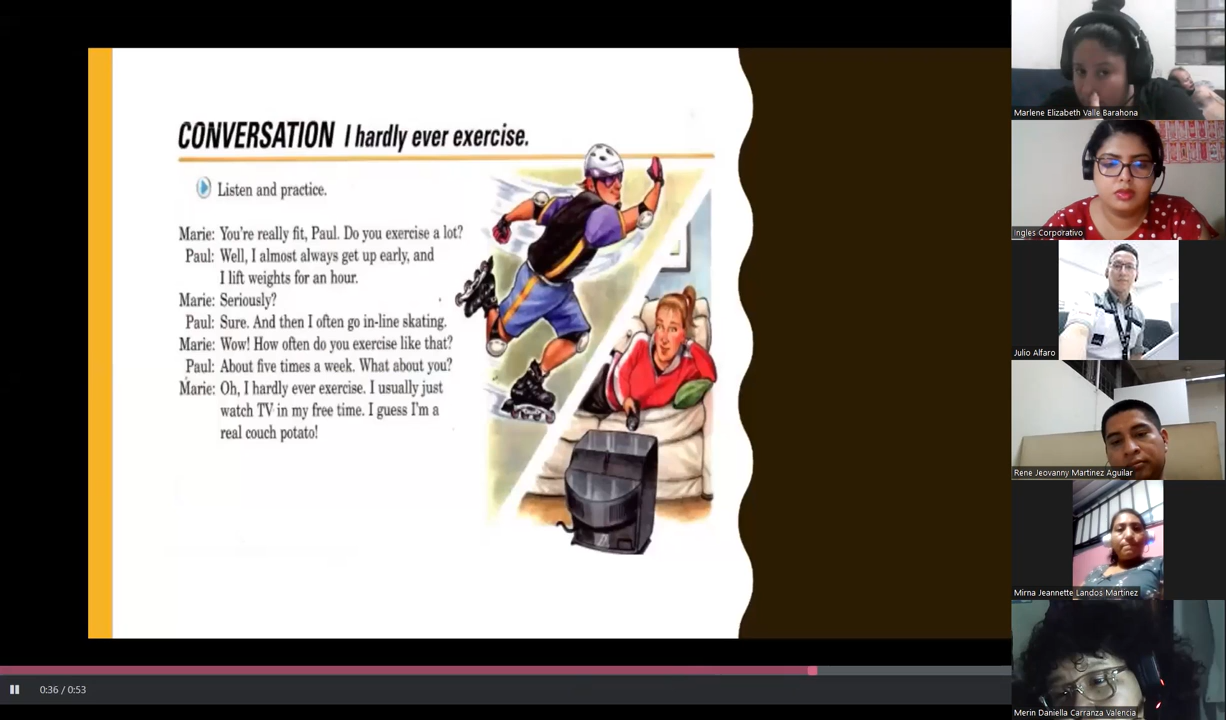 CONVERSATION I hardly ever exercise.
Listen and practice.
Marie: You're really fit, Paul. Do you exercise a lot?
Paul: Well, I almost always get up early, and
I lift weights for an hour.
Marie: Seriously?
Paul: Sure. And then I often go in-line skating.
Marie: Wow! How often do you exercise like that?
Paul: About five times a week. What about you?
Marie: Oh, I hardly ever exercise. I usually just
watch TV in my free time. I guess I'm a
real couch potato!
0:36 / 0:53
Marlene Elizabeth Valle Barahona
Ingles Corporativo
Julio Alfaro
Rene Jeovanny Martinez Aguilar
Mirna Jeannette Landos Martinez
Merin Daniella Carranza Valencia